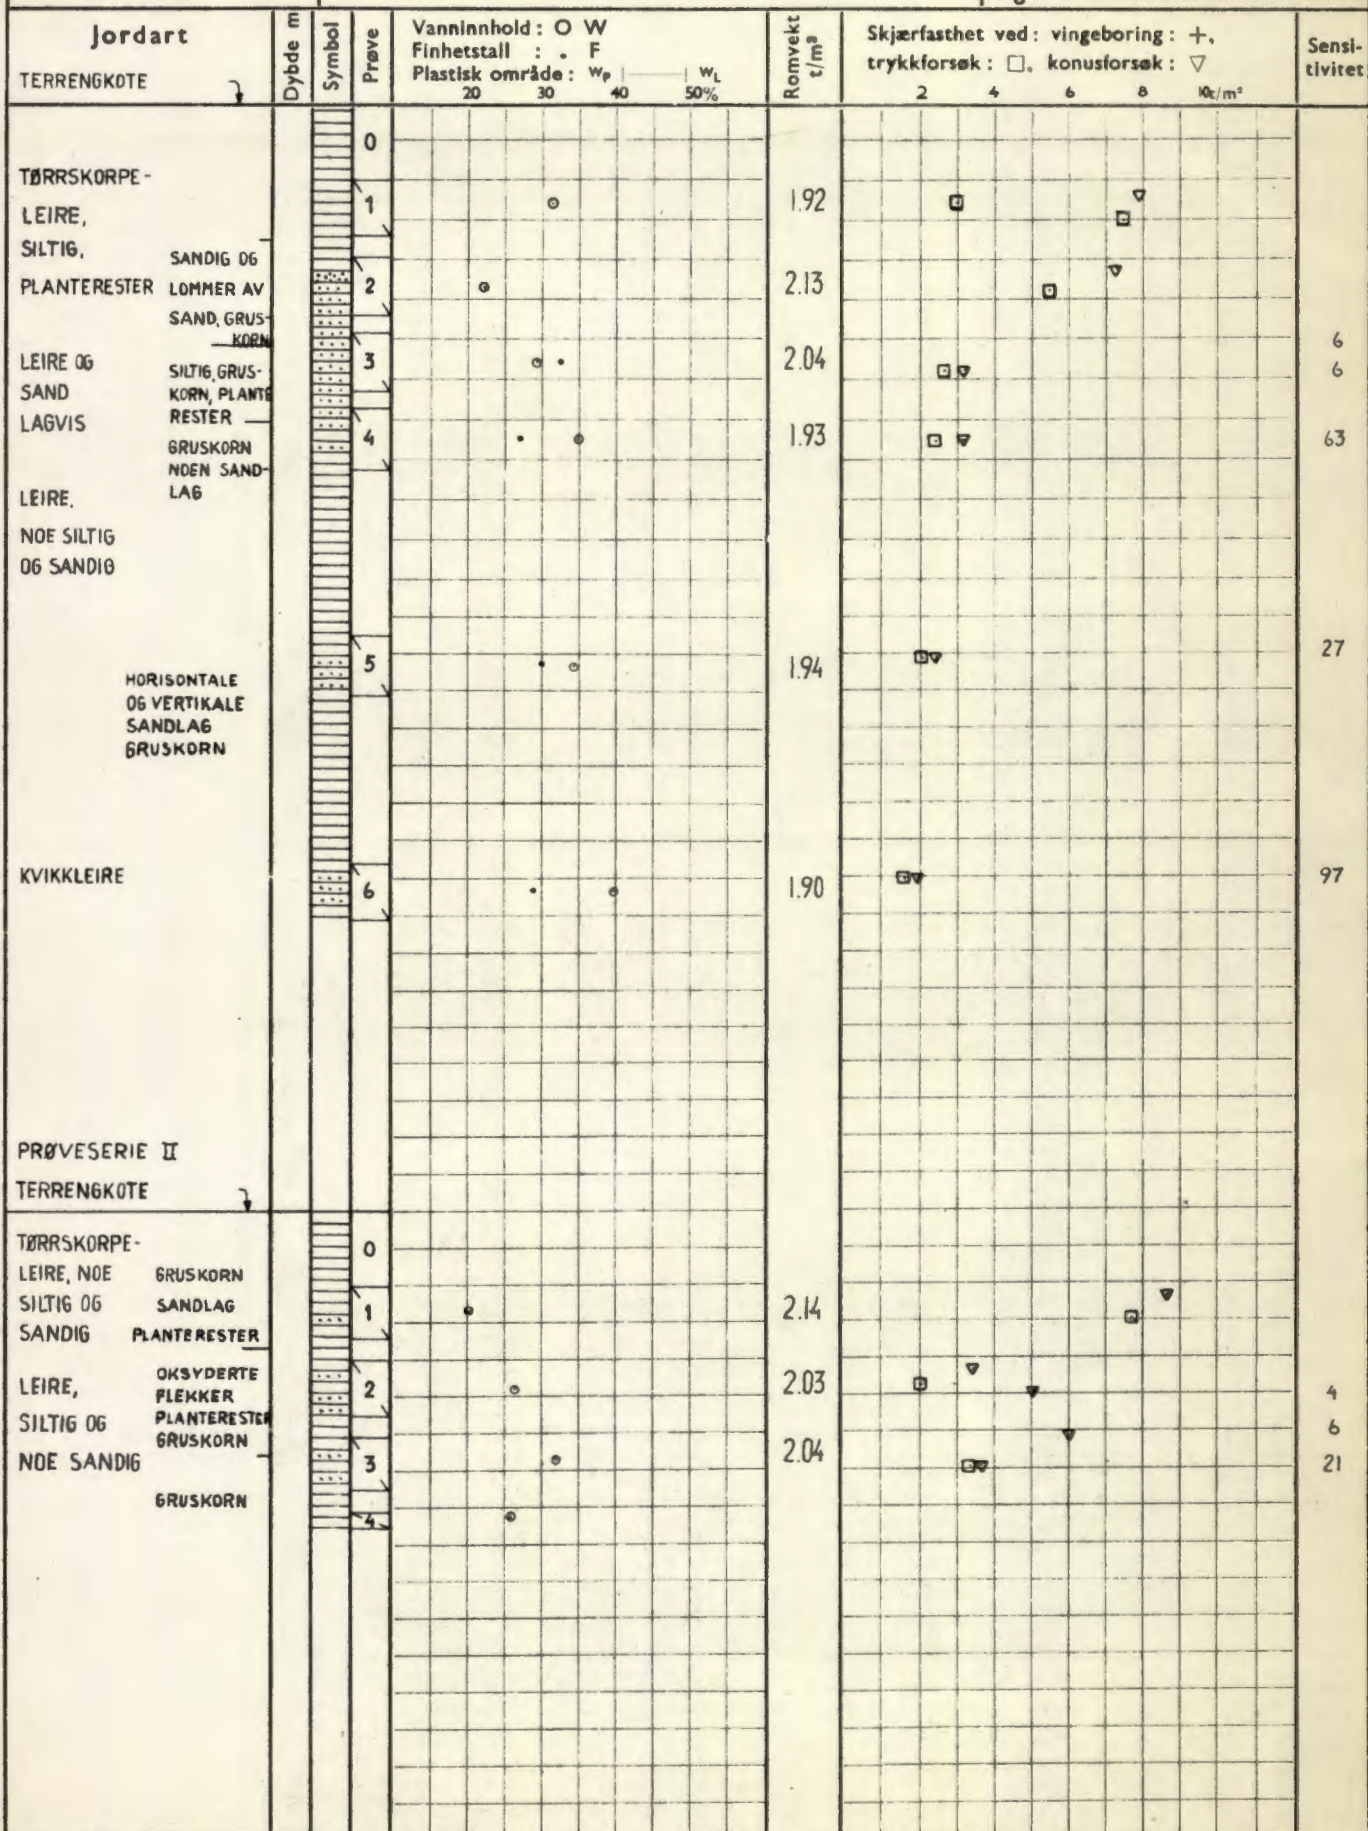 Jordart
TERRENGKOTE
Dybde m
Symbol
Prøve
Vanninnhold : O W
Finhetstall : . F
Plastisk område : wP wL
20 30 40 50%
Romvekt t/m³
Skjærfasthet ved : vingeboring : +,
trykkforsøk : □, konusforsøk : ▽
2 4 6 8 10t/m²
Sensi-
tivitet
0
TØRRSKORPE-
1 1.92
LEIRE,
SILTIG,
SANDIG OG
PLANTERESTER LOMMER AV 2 2.13
SAND, GRUS-
KORN
6
LEIRE OG SILTIG, GRUS- 3 2.04 6
SAND KORN, PLANTE
LAGVIS RESTER
4 1.93 63
GRUSKORN
NOEN SAND-
LAG
LEIRE,
NOE SILTIG
OG SANDIG
5 1.94 27
HORISONTALE
OG VERTIKALE
SANDLAG
GRUSKORN
KVIKKLEIRE 6 1.90 97
PRØVESERIE II
TERRENGKOTE
TØRRSKORPE- 0
LEIRE, NOE GRUSKORN
SILTIG OG SANDLAG 1 2.14
SANDIG PLANTERESTER
OKSYDERTE
LEIRE, FLEKKER 2 2.03 4
SILTIG OG PLANTERESTER 6
GRUSKORN
NOE SANDIG 3 2.04 21
GRUSKORN
4